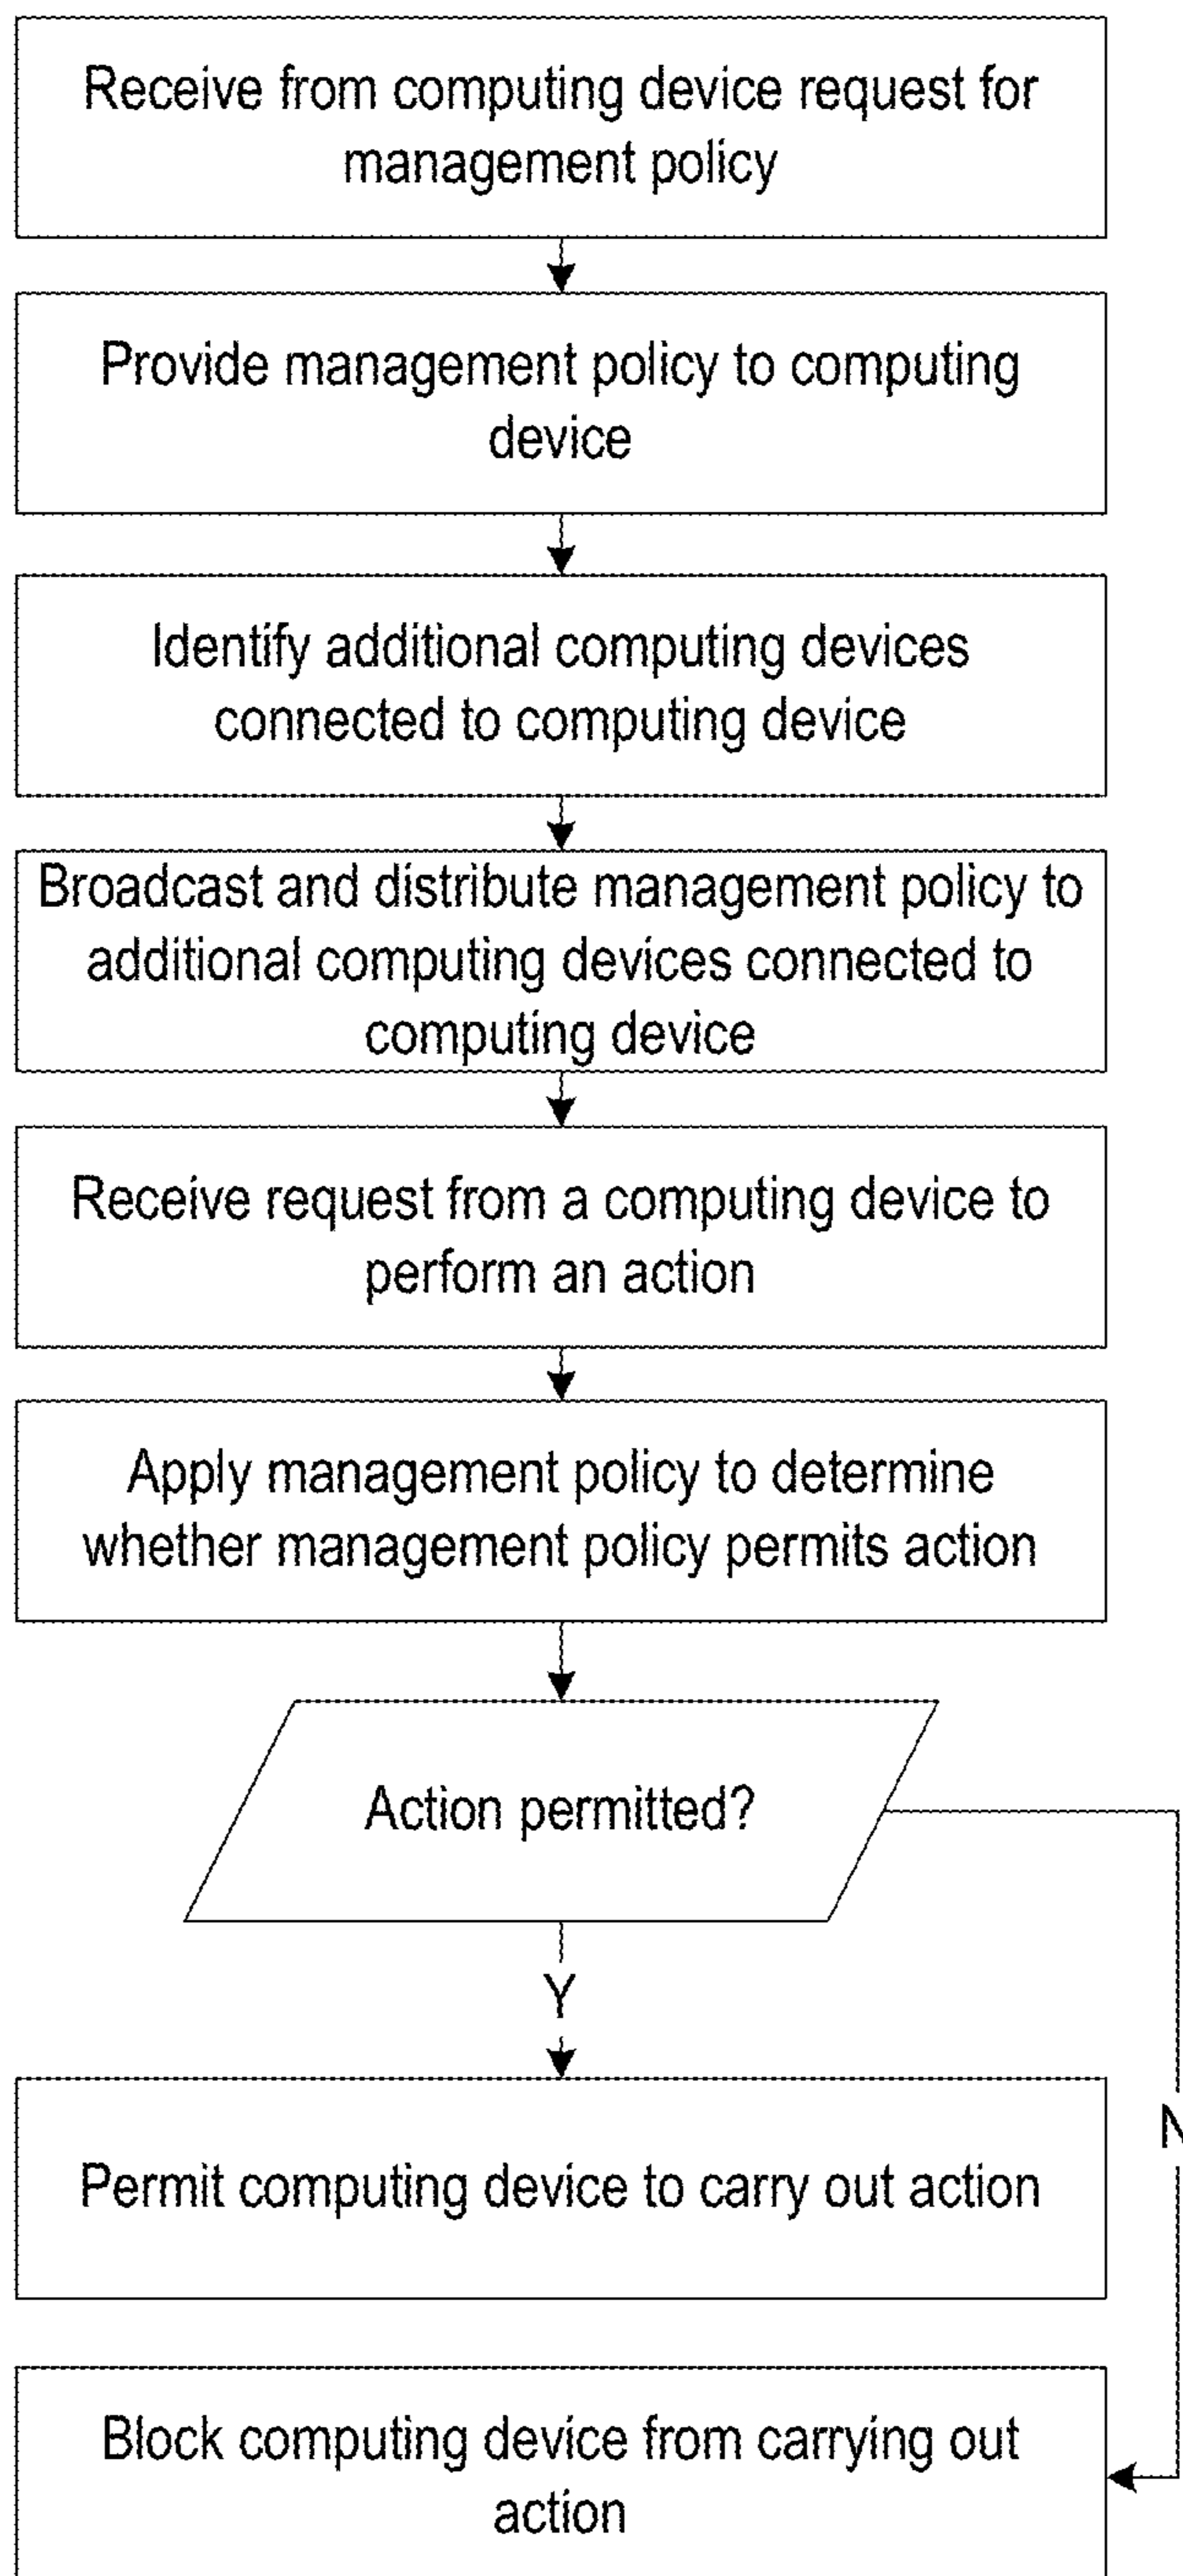 Receive from computing device request for
management policy
Provide management policy to computing
device
Identify additional computing devices
connected to computing device
Broadcast and distribute management policy to
additional computing devices connected to
computing device
Receive request from a computing device to
perform an action
Apply management policy to determine
whether management policy permits action
Action permitted?
Y
N
Permit computing device to carry out action
Block computing device from carrying out
action